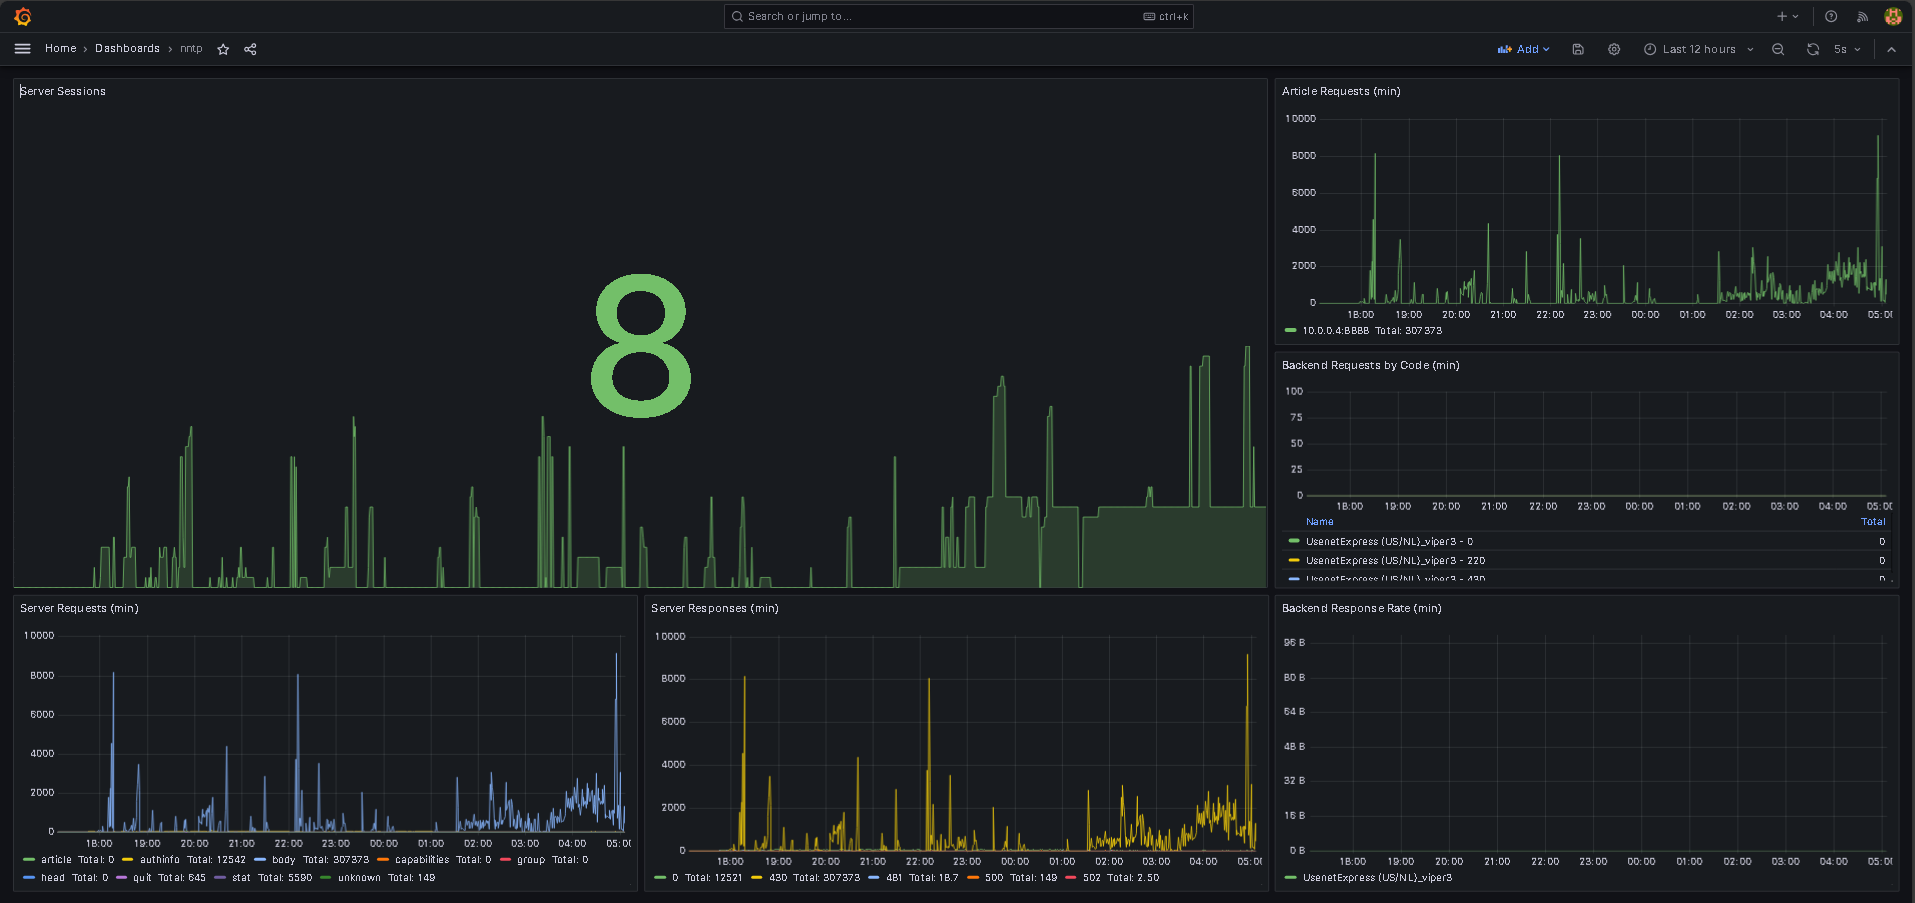 Search or jump to...
ctrl+k
Home › Dashboards › nntp
Add
Last 12 hours
5s
Server Sessions
8
Article Requests (min)
10000
8000
6000
4000
2000
0
18:00 19:00 20:00 21:00 22:00 23:00 00:00 01:00 02:00 03:00 04:00 05:00
10.0.0.4:8888 Total: 307373
Backend Requests by Code (min)
100
75
50
25
0
18:00 19:00 20:00 21:00 22:00 23:00 00:00 01:00 02:00 03:00 04:00 05:00
Name Total
UsenetExpress (US/NL)_viper3 - 0 0
UsenetExpress (US/NL)_viper3 - 220 0
UsenetExpress (US/NL)_viper3 - 430 0
Server Requests (min)
10000
8000
6000
4000
2000
0
18:00 19:00 20:00 21:00 22:00 23:00 00:00 01:00 02:00 03:00 04:00 05:00
article Total: 0 authinfo Total: 12542 body Total: 307373 capabilities Total: 0 group Total: 0
head Total: 0 quit Total: 645 stat Total: 5590 unknown Total: 149
Server Responses (min)
10000
8000
6000
4000
2000
0
18:00 19:00 20:00 21:00 22:00 23:00 00:00 01:00 02:00 03:00 04:00 05:00
0 Total: 12521 430 Total: 307373 481 Total: 18.7 500 Total: 149 502 Total: 2.50
Backend Response Rate (min)
96 B
80 B
64 B
48 B
32 B
16 B
0 B
18:00 19:00 20:00 21:00 22:00 23:00 00:00 01:00 02:00 03:00 04:00 05:00
UsenetExpress (US/NL)_viper3